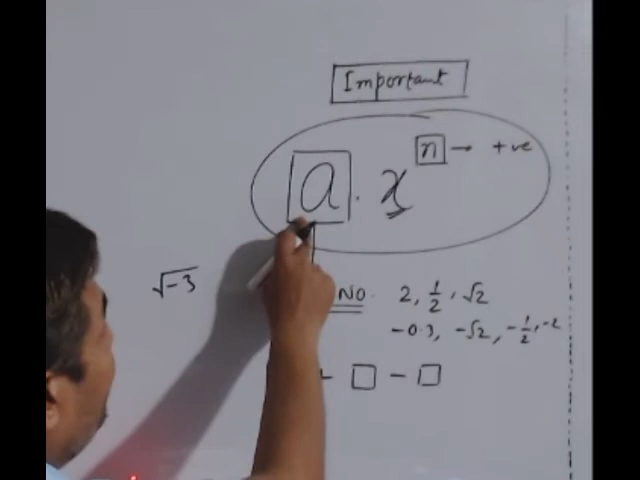 Important
a . x^n → +ve
√-3
NO. 2, 1/2, √2
-0.3, -√2, -1/2, -2
- □ - □